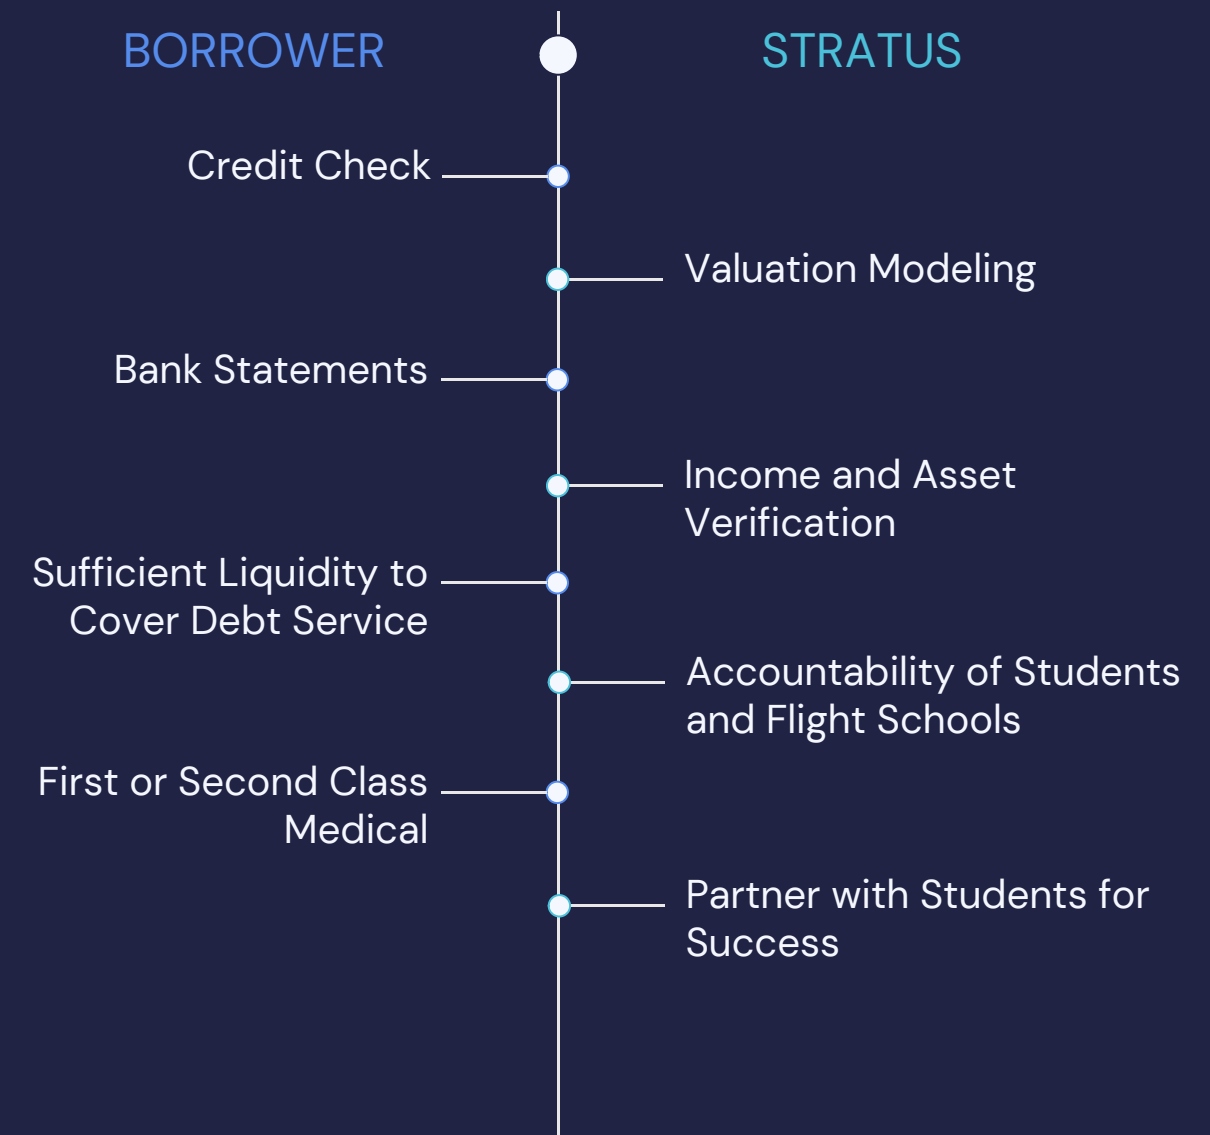 BORROWER
STRATUS
Credit Check
Valuation Modeling
Bank Statements
Income and Asset
Verification
Sufficient Liquidity to
Cover Debt Service
Accountability of Students
and Flight Schools
First or Second Class
Medical
Partner with Students for
Success